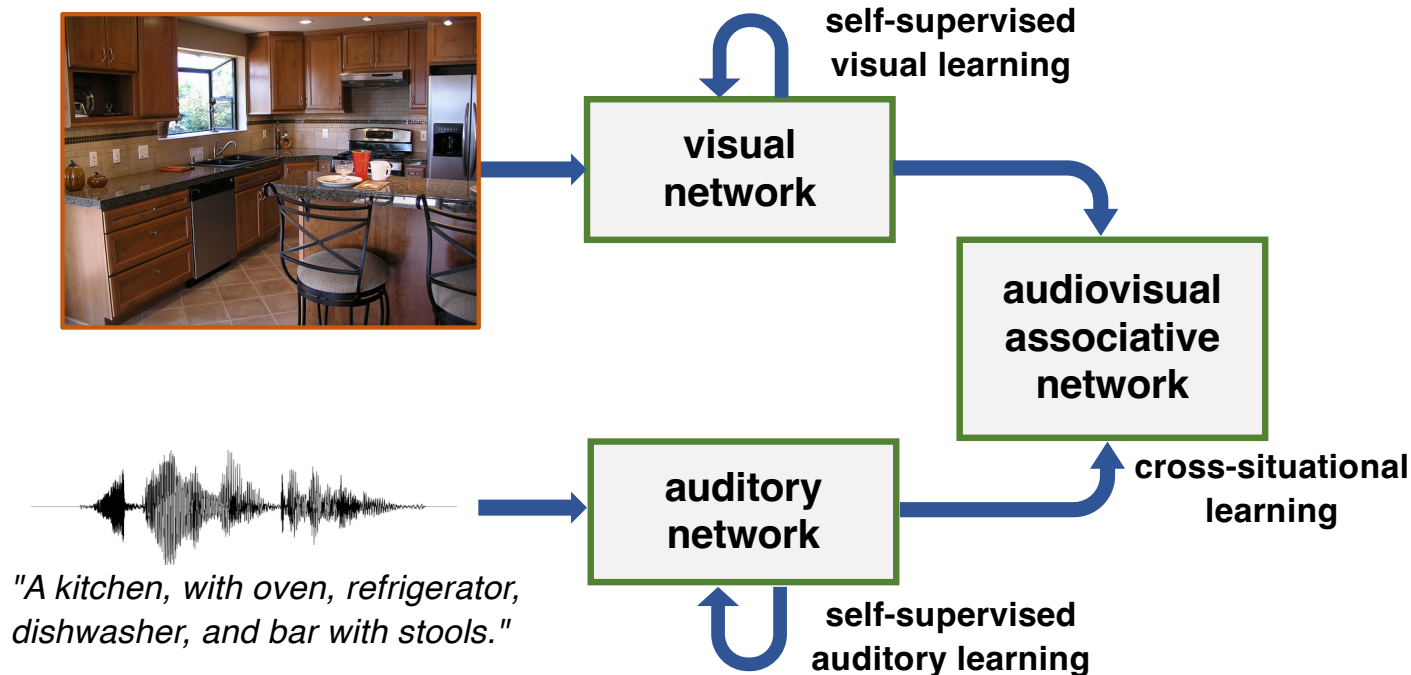 self-supervised
visual learning
visual
network
audiovisual
associative
network
auditory
network
cross-situational
learning
"A kitchen, with oven, refrigerator,
dishwasher, and bar with stools."
self-supervised
auditory learning